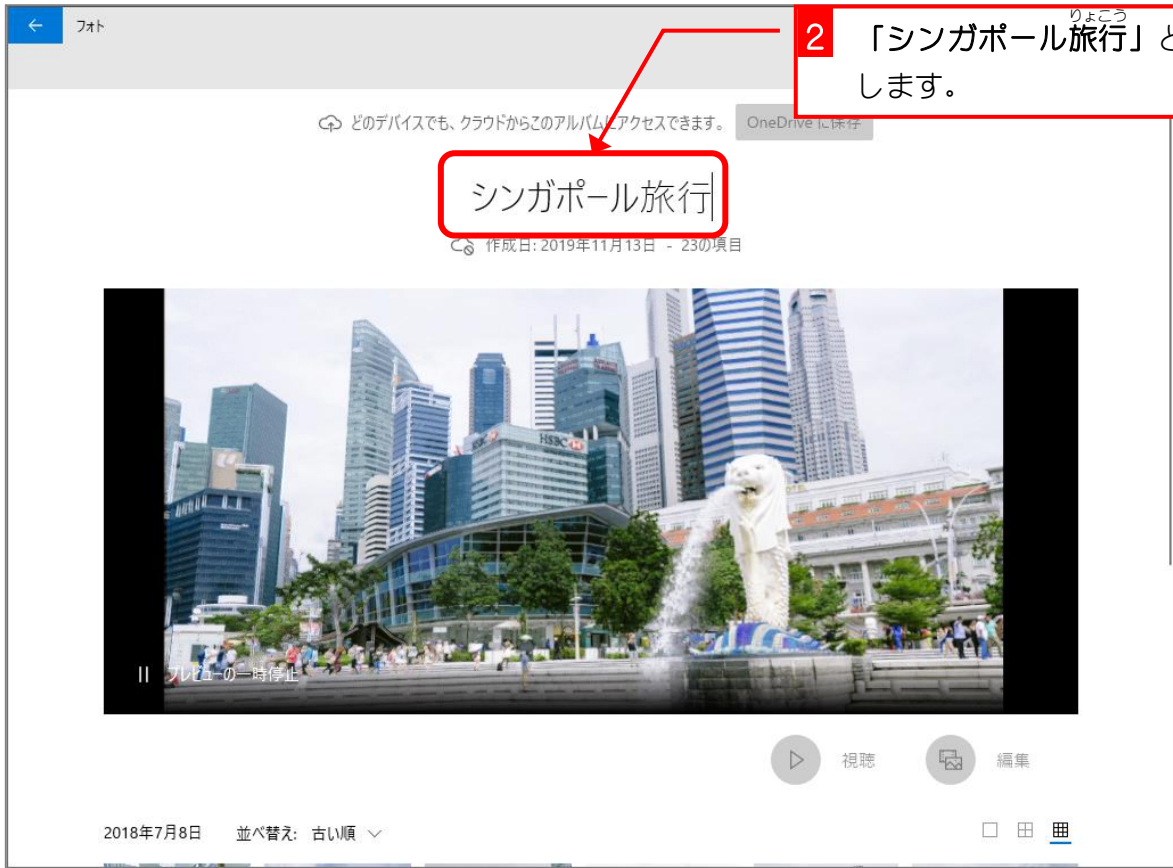 フォト
りょこう
2 「シンガポール旅行」と
します。
どのデバイスでも、クラウドからこのアルバムにアクセスできます。 OneDrive に保存
シンガポール旅行
作成日: 2019年11月13日 - 23の項目
HSBC
プレビューの一時停止
視聴 編集
2018年7月8日 並べ替え: 古い順